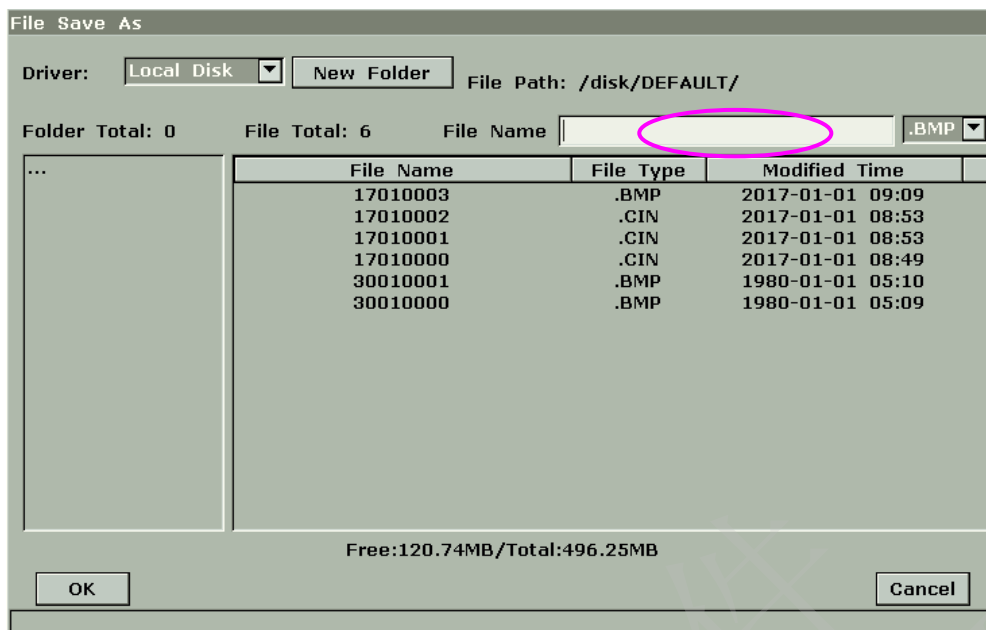 File Save As
Driver: Local Disk New Folder File Path: /disk/DEFAULT/
Folder Total: 0 File Total: 6 File Name .BMP
... File Name File Type Modified Time
17010003 .BMP 2017-01-01 09:09
17010002 .CIN 2017-01-01 08:53
17010001 .CIN 2017-01-01 08:53
17010000 .CIN 2017-01-01 08:49
30010001 .BMP 1980-01-01 05:10
30010000 .BMP 1980-01-01 05:09
Free:120.74MB/Total:496.25MB
OK Cancel